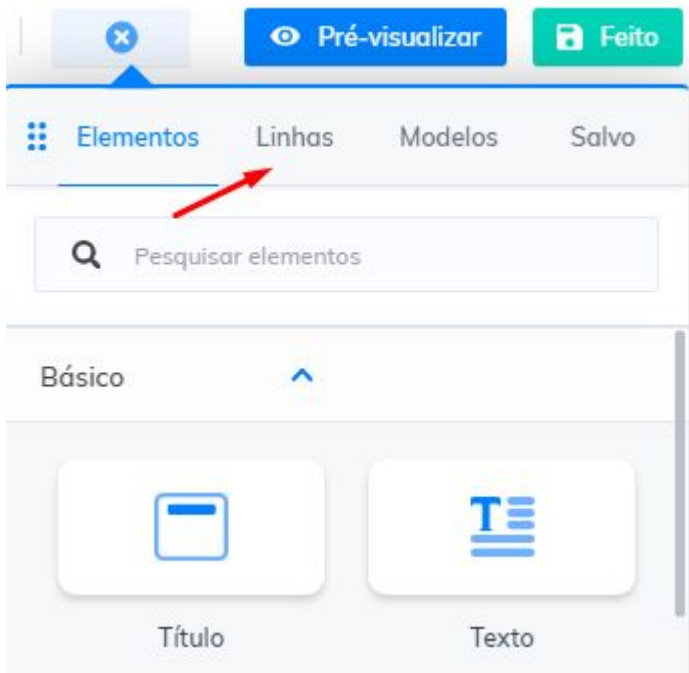 Pré-visualizar Feito
Elementos Linhas Modelos Salvo
Pesquisar elementos
Básico
Título Texto